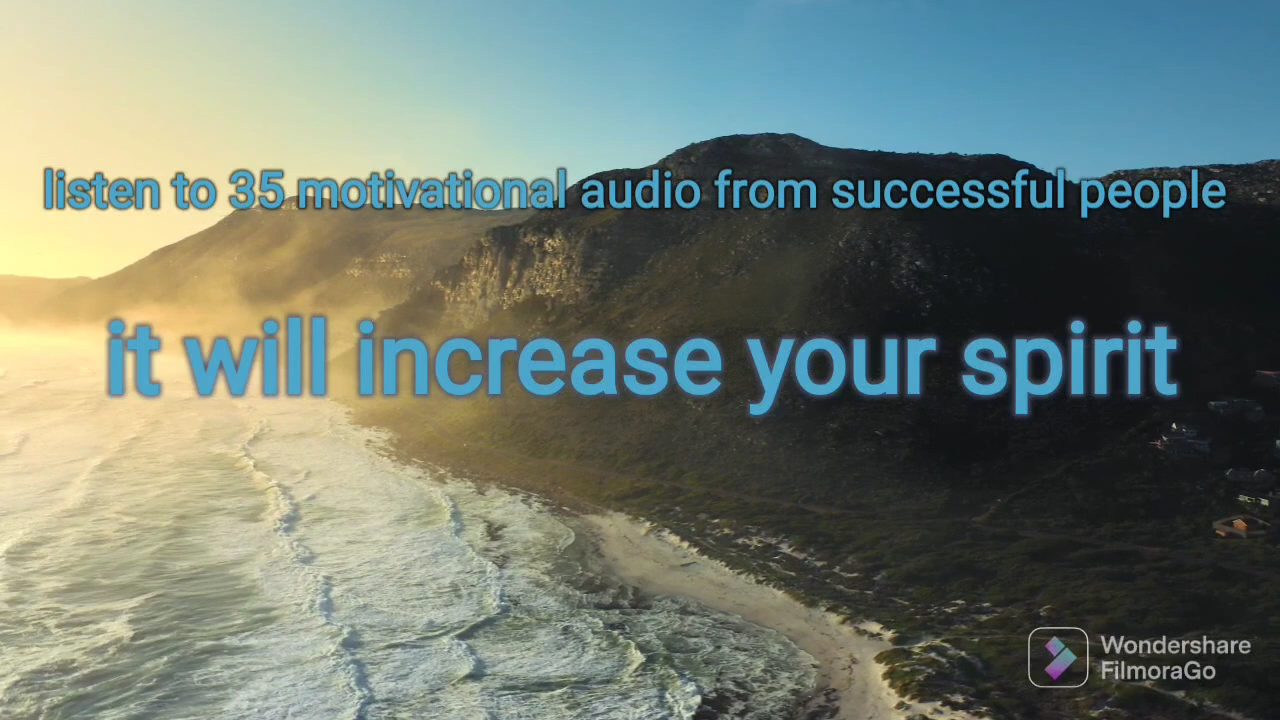 listen to 35 motivational audio from successful people
it will increase your spirit
Wondershare
FilmoraGo